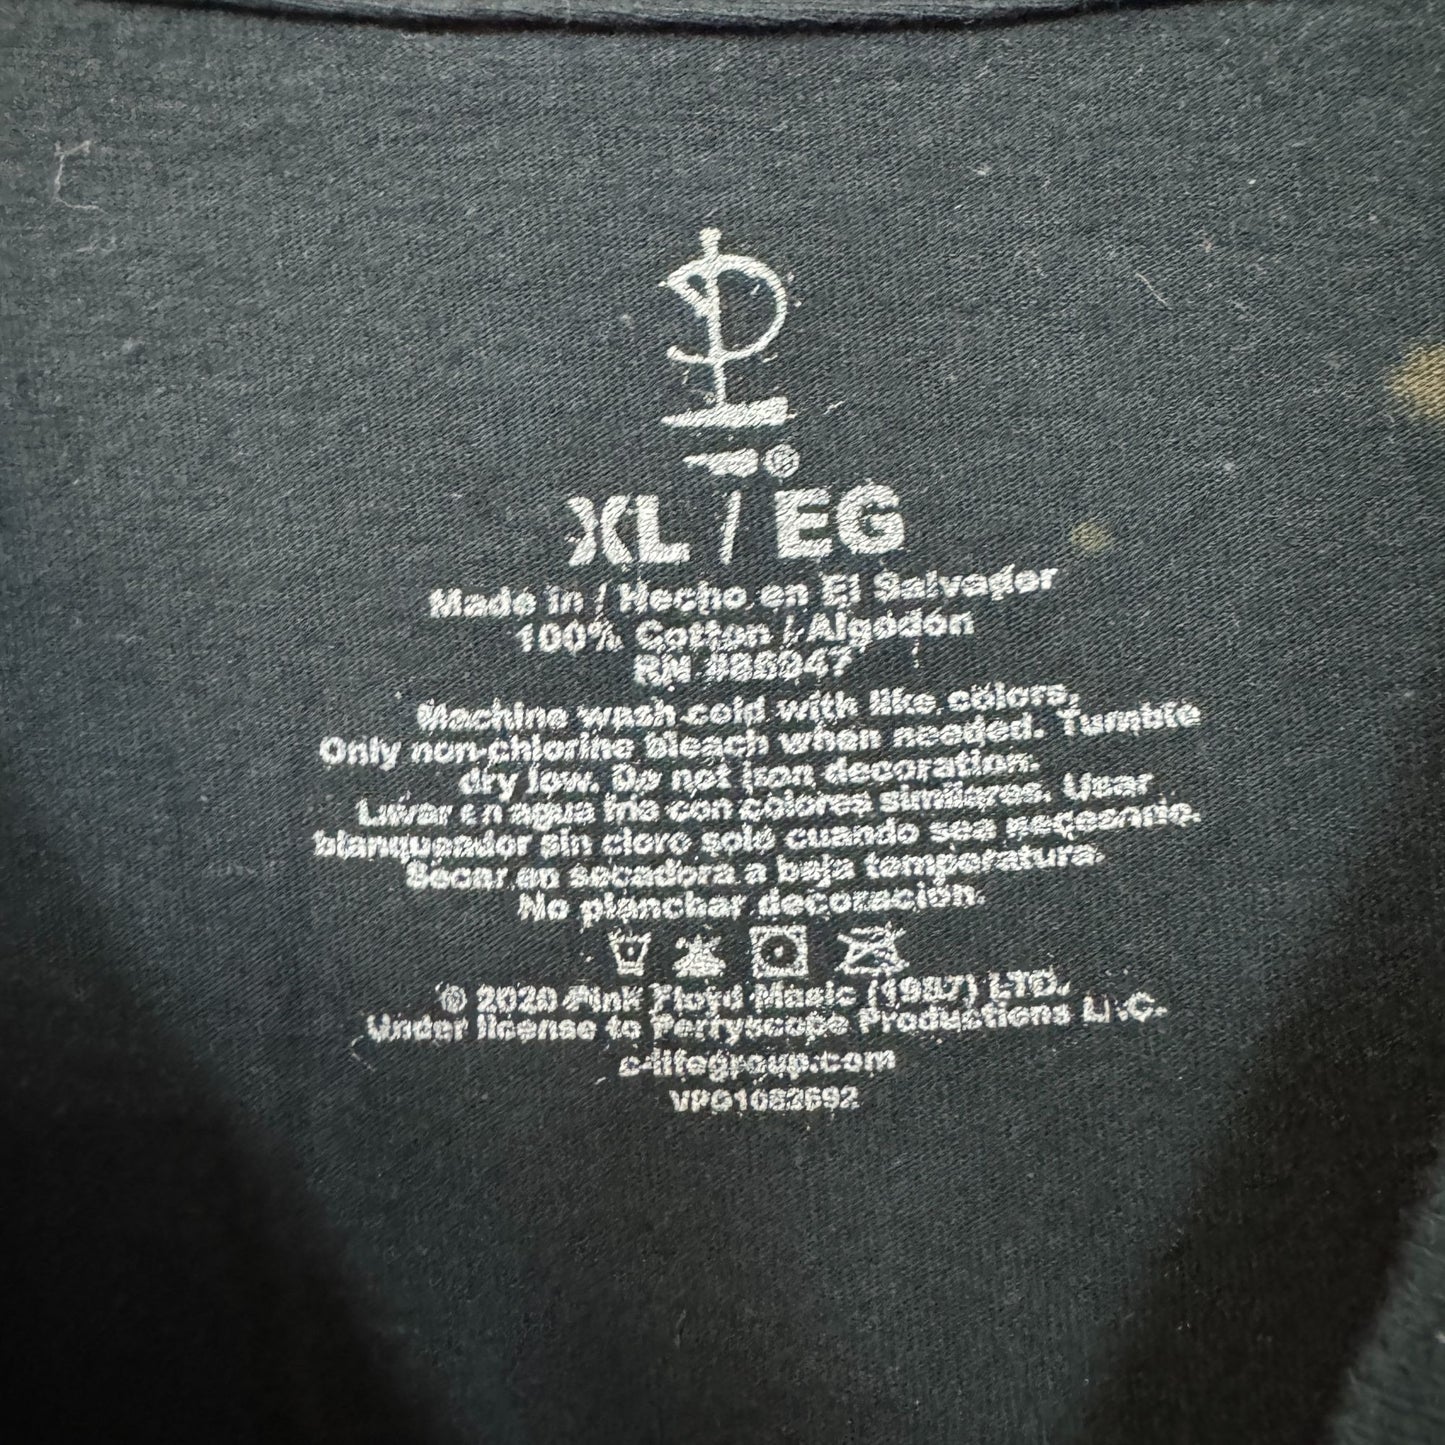 ®
XL / EG
Made in / Hecho en El Salvador
100% Cotton / Algodón
RN #86947
Machine wash cold with like colors,
Only non-chlorine bleach when needed. Tumble
dry low. Do not iron decoration.
Lavar en agua fria con colores similares. Usar
blanqueador sin cloro solo cuando sea necesario.
Secar en secadora a baja temperatura.
No planchar decoración.
© 2020 Pink Floyd Music (1987) LTD.
Under license to Perryscope Productions LLC.
c-lifegroup.com
VPO1083692